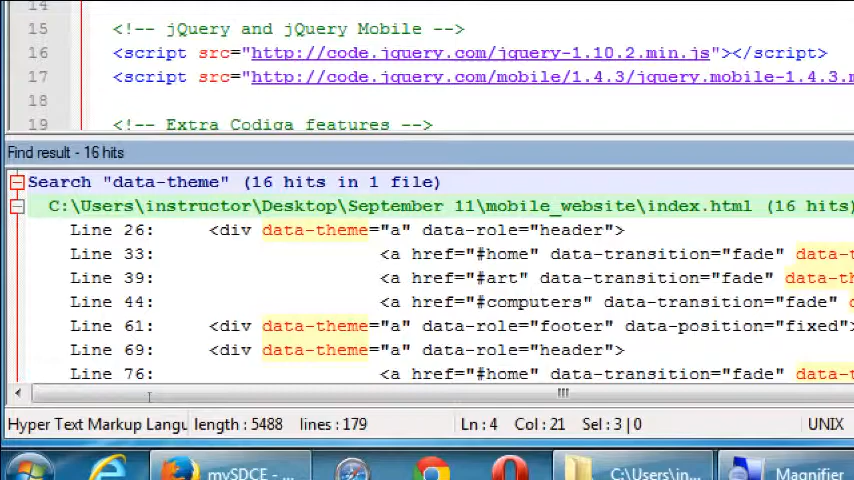 14
15 <!-- jQuery and jQuery Mobile -->
16 <script src="http://code.jquery.com/jquery-1.10.2.min.js"></script>
17 <script src="http://code.jquery.com/mobile/1.4.3/jquery.mobile-1.4.3.m
18
19 <!-- Extra Codiga features -->
Find result - 16 hits
Search "data-theme" (16 hits in 1 file)
C:\Users\instructor\Desktop\September 11\mobile_website\index.html (16 hits)
Line 26: <div data-theme="a" data-role="header">
Line 33: <a href="#home" data-transition="fade" data-t
Line 39: <a href="#art" data-transition="fade" data-th
Line 44: <a href="#computers" data-transition="fade"
Line 61: <div data-theme="a" data-role="footer" data-position="fixed">
Line 69: <div data-theme="a" data-role="header">
Line 76: <a href="#home" data-transition="fade" data-t
Hyper Text Markup Langu length : 5488 lines : 179 Ln : 4 Col : 21 Sel : 3 | 0 UNIX
mySDCE - ... C:\Users\in... Magnifier